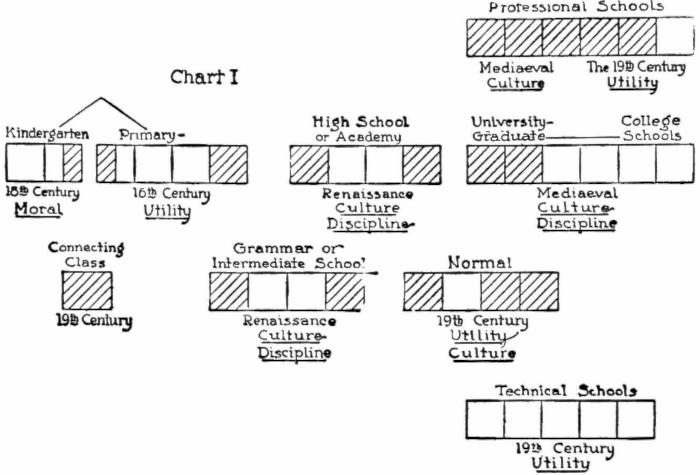 Professional Schools
Mediaeval
Culture
The 19th Century
Utility
Chart I
Kindergarten
18th Century
Moral
Primary-
16th Century
Utility
High School
or Academy
Renaissance
Culture
Discipline
University-
Graduate
College
Schools
Mediaeval
Culture
Discipline
Connecting
Class
19th Century
Grammar or
Intermediate School
Renaissance
Culture
Discipline
Normal
19th Century
Utility
Culture
Technical Schools
19th Century
Utility